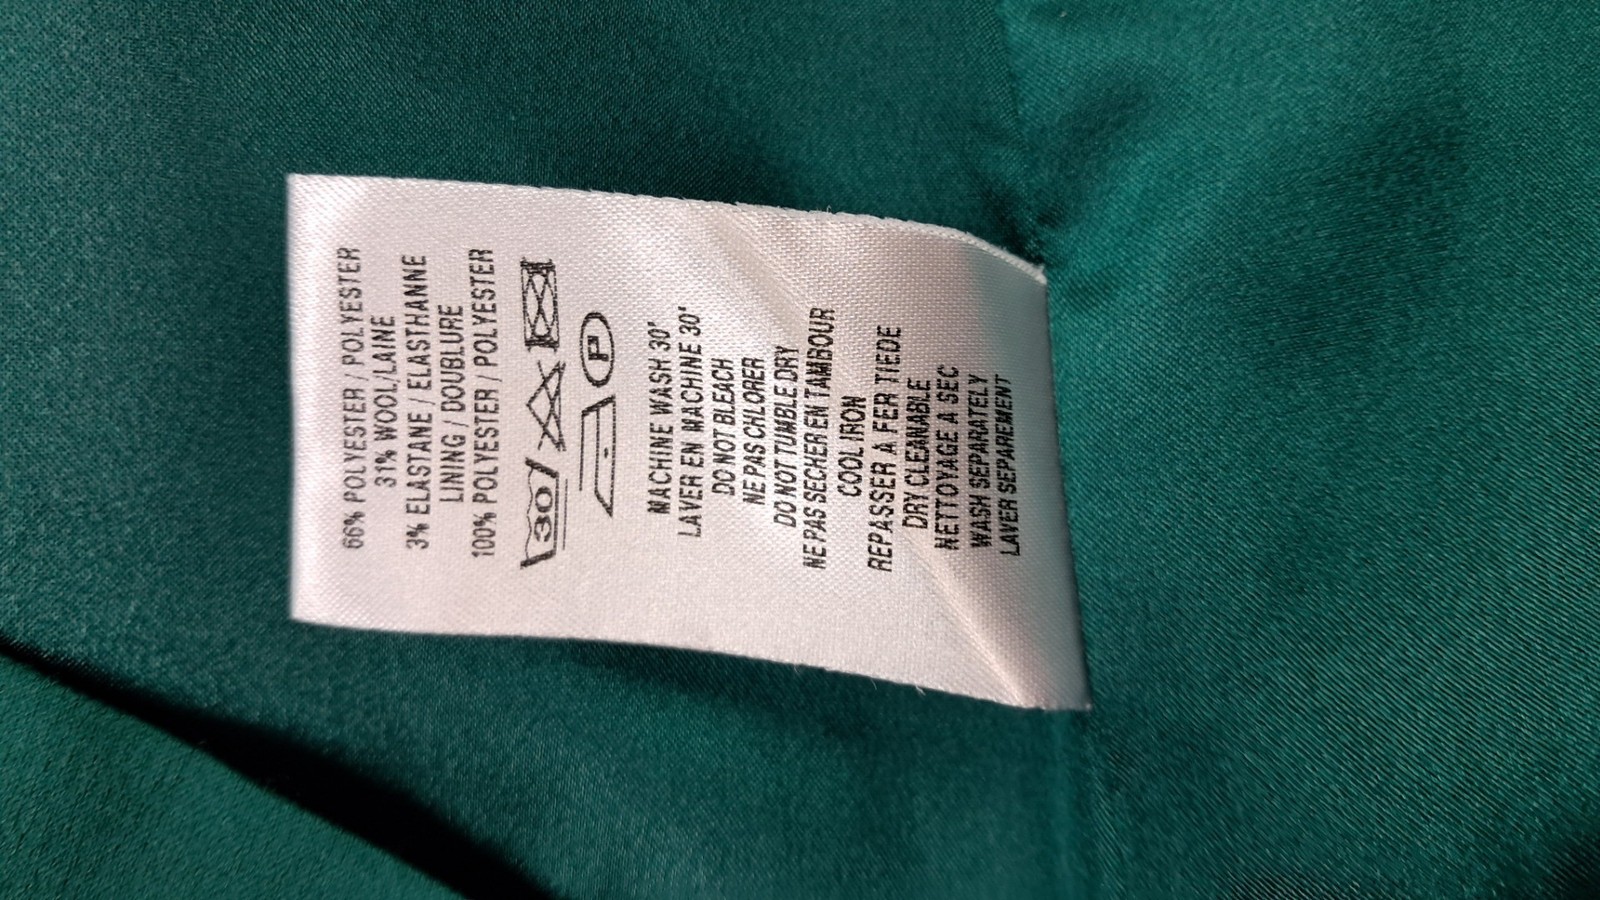 66% POLYESTER / POLYESTER
31% WOOL/LAINE
3% ELASTANE / ELASTHANNE
LINING / DOUBLURE
100% POLYESTER / POLYESTER
30
P
MACHINE WASH 30°
LAVER EN MACHINE 30°
DO NOT BLEACH
NE PAS CHLORER
DO NOT TUMBLE DRY
NE PAS SECHER EN TAMBOUR
COOL IRON
REPASSER A FER TIEDE
DRY CLEANABLE
NETTOYAGE A SEC
WASH SEPARATELY
LAVER SEPAREMENT